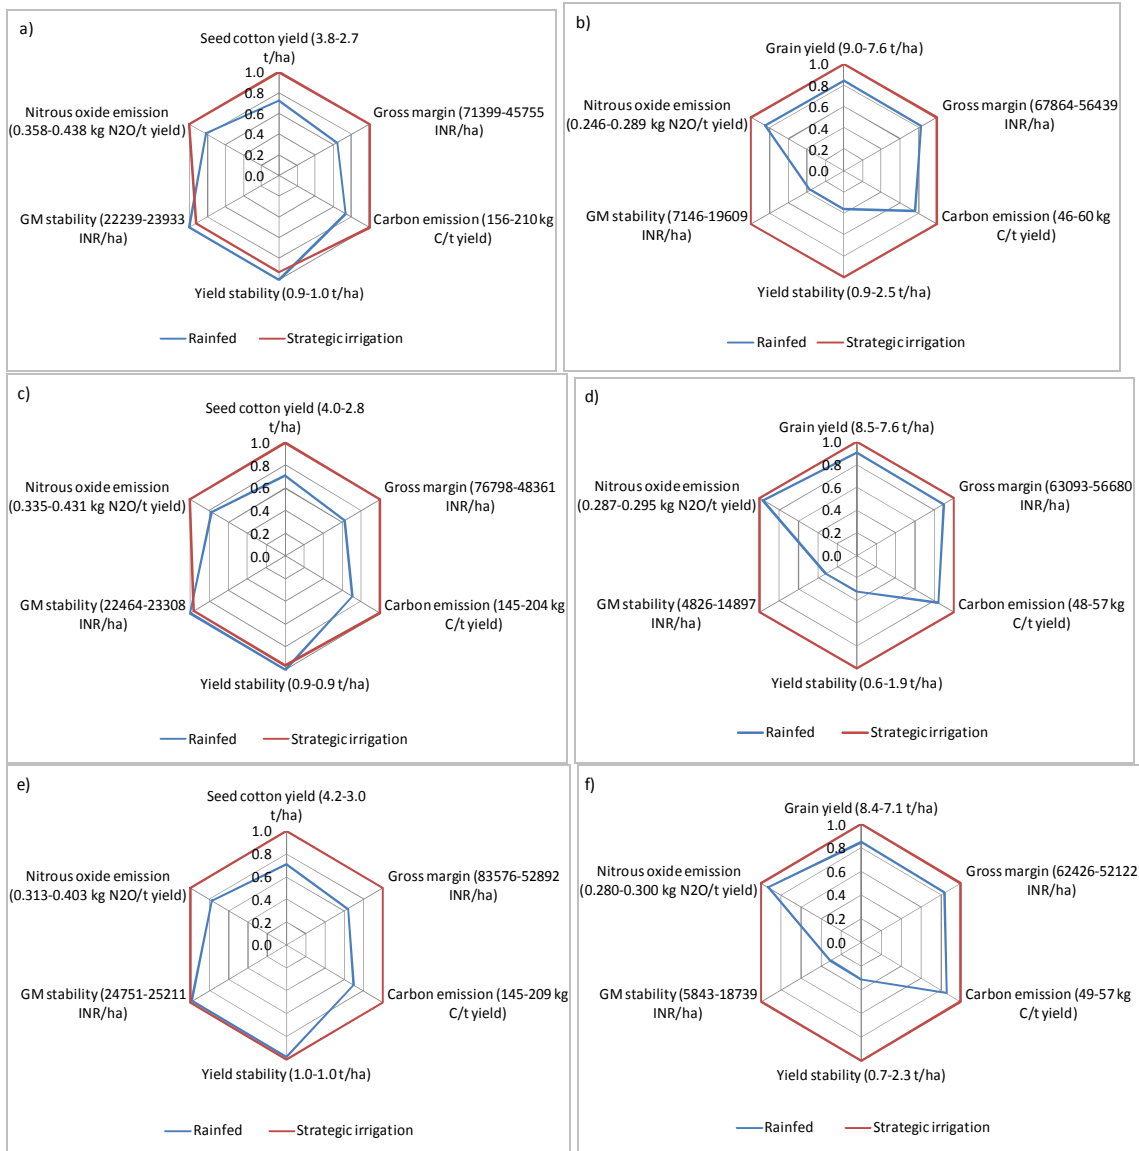 a)
Seed cotton yield (3.8-2.7
t/ha)
1.0
0.8
0.6
0.4
0.2
0.0
Gross margin (71399-45755
INR/ha)
Carbon emission (156-210 kg
C/t yield)
Yield stability (0.9-1.0 t/ha)
GM stability (22239-23933
INR/ha)
Nitrous oxide emission
(0.358-0.438 kg N2O/t yield)
Rainfed
Strategic irrigation
b)
Grain yield (9.0-7.6 t/ha)
1.0
0.8
0.6
0.4
0.2
0.0
Gross margin (67864-56439
INR/ha)
Carbon emission (46-60 kg
C/t yield)
Yield stability (0.9-2.5 t/ha)
GM stability (7146-19609
INR/ha)
Nitrous oxide emission
(0.246-0.289 kg N2O/t yield)
Rainfed
Strategic irrigation
c)
Seed cotton yield (4.0-2.8
t/ha)
1.0
0.8
0.6
0.4
0.2
0.0
Gross margin (76798-48361
INR/ha)
Carbon emission (145-204 kg
C/t yield)
Yield stability (0.9-0.9 t/ha)
GM stability (22464-23308
INR/ha)
Nitrous oxide emission
(0.335-0.431 kg N2O/t yield)
Rainfed
Strategic irrigation
d)
Grain yield (8.5-7.6 t/ha)
1.0
0.8
0.6
0.4
0.2
0.0
Gross margin (63093-56680
INR/ha)
Carbon emission (48-57 kg
C/t yield)
Yield stability (0.6-1.9 t/ha)
GM stability (4826-14897
INR/ha)
Nitrous oxide emission
(0.287-0.295 kg N2O/t yield)
Rainfed
Strategic irrigation
e)
Seed cotton yield (4.2-3.0
t/ha)
1.0
0.8
0.6
0.4
0.2
0.0
Gross margin (83576-52892
INR/ha)
Carbon emission (145-209 kg
C/t yield)
Yield stability (1.0-1.0 t/ha)
GM stability (24751-25211
INR/ha)
Nitrous oxide emission
(0.313-0.403 kg N2O/t yield)
Rainfed
Strategic irrigation
f)
Grain yield (8.4-7.1 t/ha)
1.0
0.8
0.6
0.4
0.2
0.0
Gross margin (62426-52122
INR/ha)
Carbon emission (49-57 kg
C/t yield)
Yield stability (0.7-2.3 t/ha)
GM stability (5843-18739
INR/ha)
Nitrous oxide emission
(0.280-0.300 kg N2O/t yield)
Rainfed
Strategic irrigation